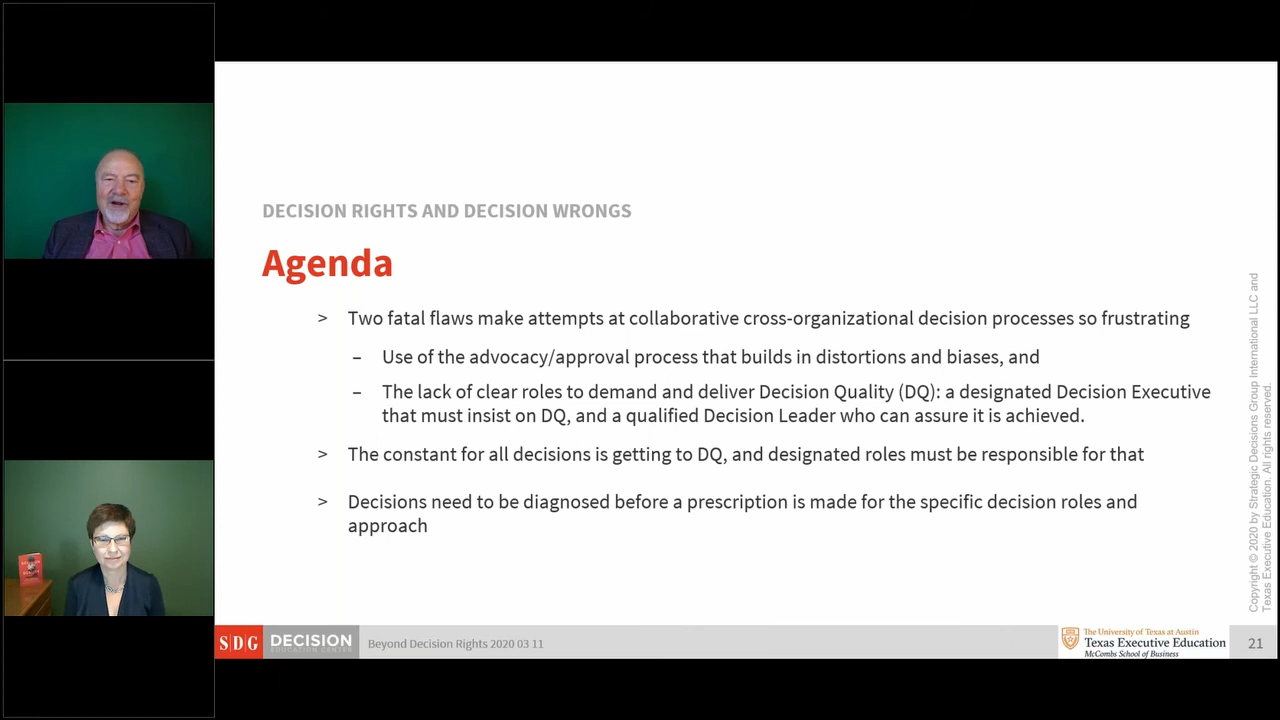 DECISION RIGHTS AND DECISION WRONGS
Agenda
> Two fatal flaws make attempts at collaborative cross-organizational decision processes so frustrating
– Use of the advocacy/approval process that builds in distortions and biases, and
– The lack of clear roles to demand and deliver Decision Quality (DQ): a designated Decision Executive
that must insist on DQ, and a qualified Decision Leader who can assure it is achieved.
> The constant for all decisions is getting to DQ, and designated roles must be responsible for that
> Decisions need to be diagnosed before a prescription is made for the specific decision roles and
approach
Copyright © 2020 by Strategic Decisions Group International LLC and
Texas Executive Education. All rights reserved.
S|D|G DECISION
EDUCATION CENTER
Beyond Decision Rights 2020 03 11
The University of Texas at Austin
Texas Executive Education
McCombs School of Business
21